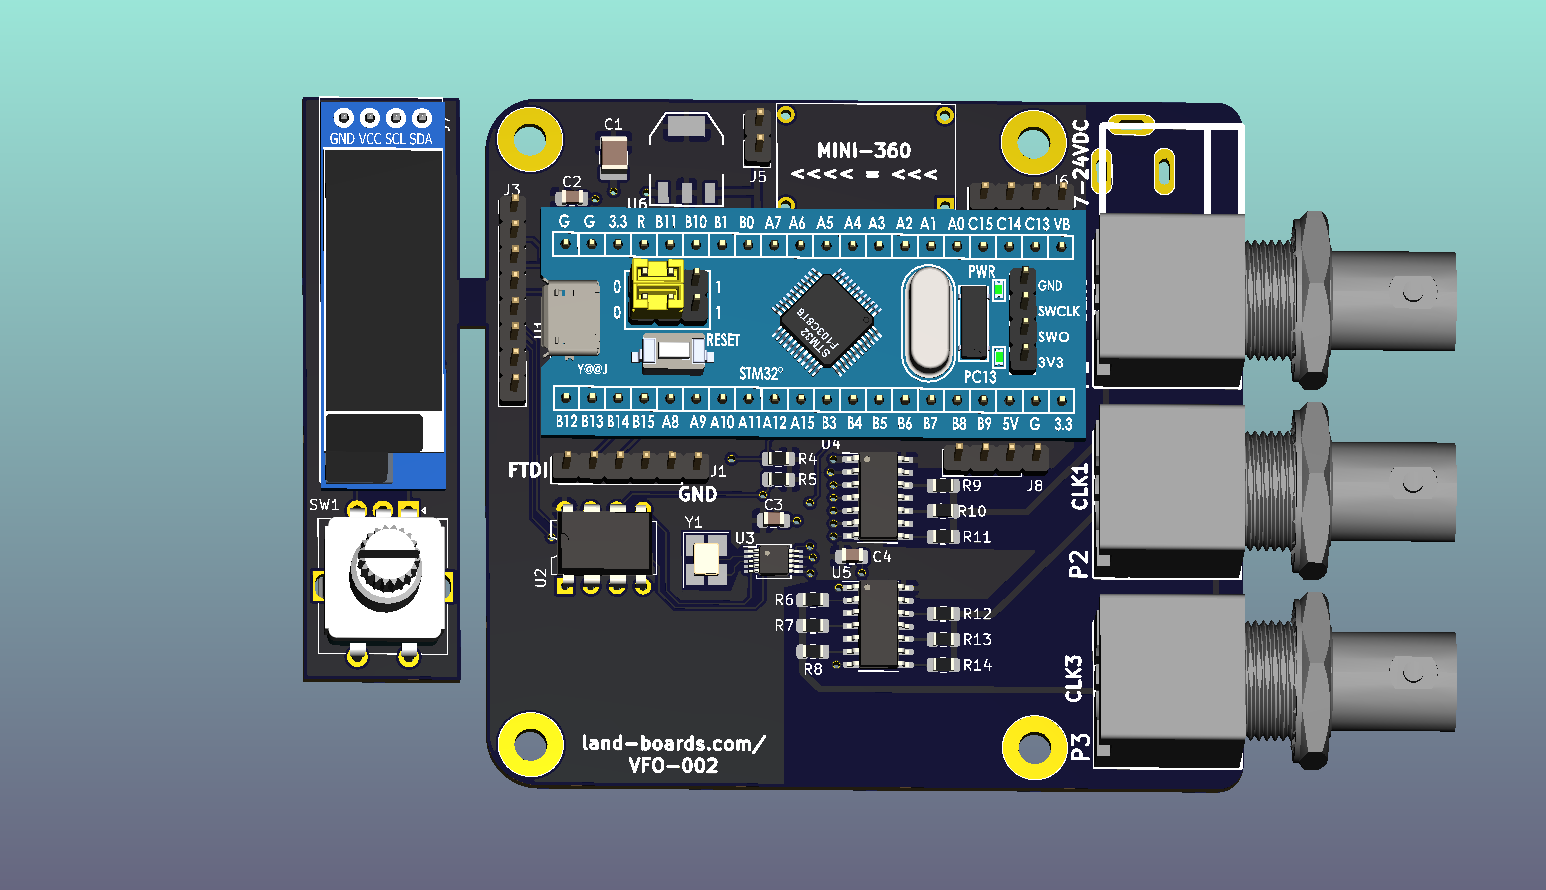 GND VCC SCL SDA
SW1
C1
C2
J3
U6
J5
MINI-360
<<<< = <<<
J6
7-24VDC
G G 3.3 R B11 B10 B1 B0 A7 A6 A5 A4 A3 A2 A1 A0 C15 C14 C13 VB
0 1
0 1
RESET
Y@@J
STM32°
STM32
F103C8T6
PWR
PC13
GND
SWCLK
SWO
3V3
B12 B13 B14 B15 A8 A9 A10 A11 A12 A15 B3 B4 B5 B6 B7 B8 B9 5V G 3.3
FTDI
J1
GND
R4
R5
U4
R9
R10
R11
J8
CLK1
P2
C3
Y1
U3
U2
C4
U5
R6
R7
R8
R12
R13
R14
CLK3
P3
land-boards.com/
VFO-002